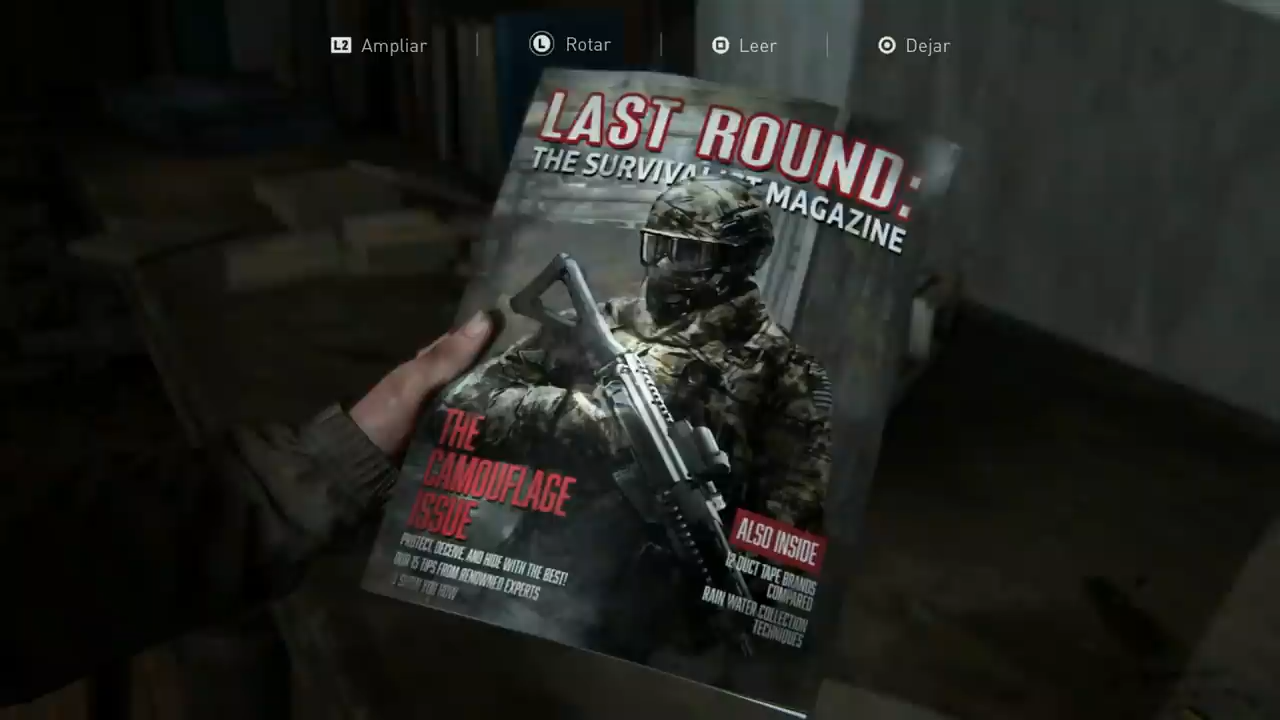 L2 Ampliar
L Rotar
Leer
Dejar
LAST ROUND:
THE SURVIVALIST MAGAZINE
THE
CAMOUFLAGE
ISSUE
PROTECT, DECEIVE, AND HIDE WITH THE BEST!
OUR 15 TIPS FROM RENOWNED EXPERTS
ALSO INSIDE
12 DUCT TAPE BRANDS
COMPARED
RAIN WATER COLLECTION
TECHNIQUES